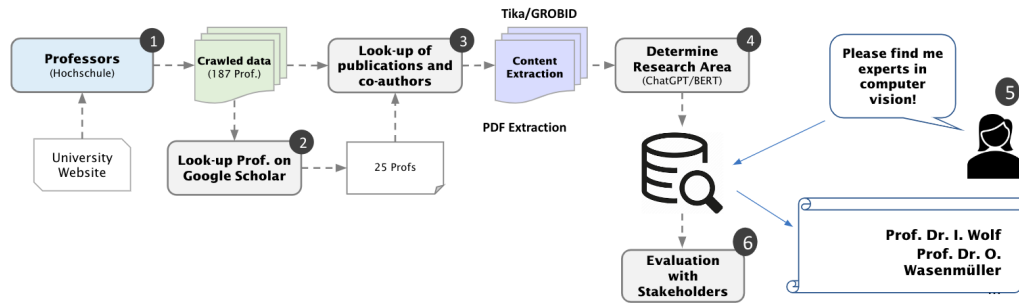 Tika/GROBID
1
Professors
(Hochschule)
Crawled data
(187 Prof.)
3
Look-up of
publications and
co-authors
Content
Extraction
4
Determine
Research Area
(ChatGPT/BERT)
Please find me
experts in
computer
vision!
5
PDF Extraction
University
Website
2
Look-up Prof. on
Google Scholar
25 Profs
6
Evaluation
with
Stakeholders
Prof. Dr. I. Wolf
Prof. Dr. O.
Wasenmüller
...